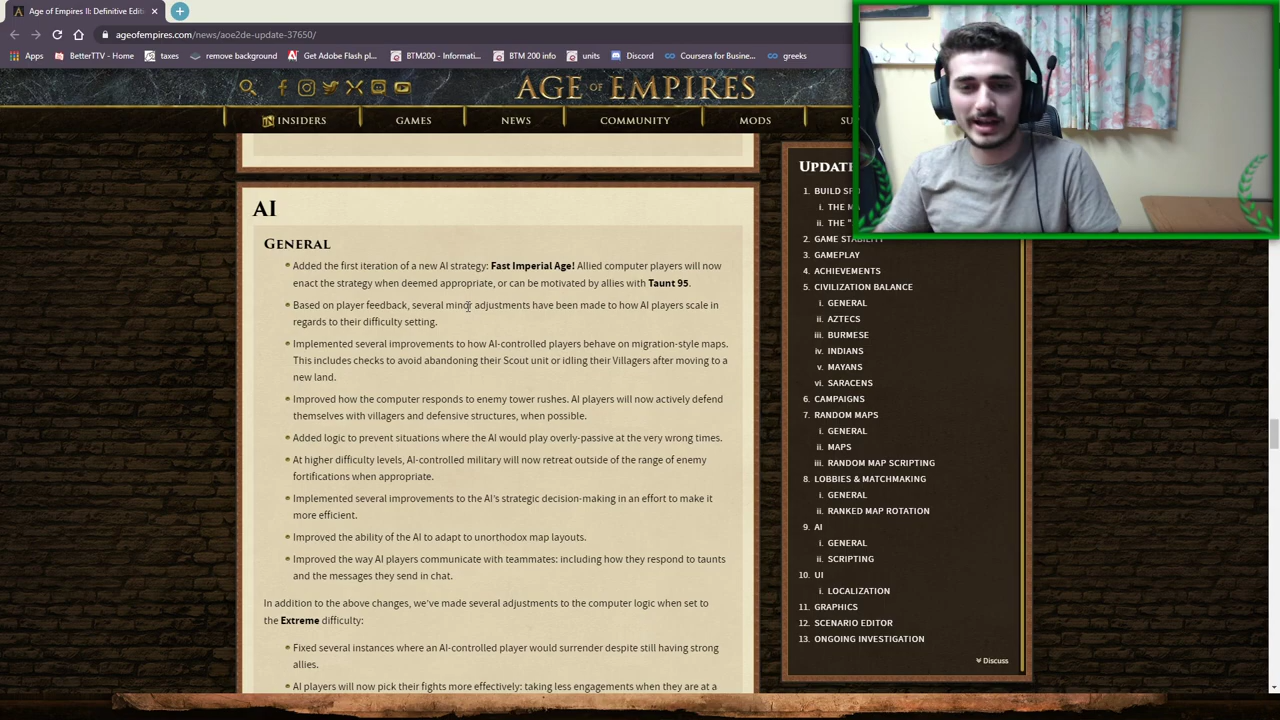 Age of Empires II: Definitive Edit
ageofempires.com/news/aoe2de-update-37650/
Apps
BetterTTV - Home
taxes
remove background
Get Adobe Flash pl...
BTM200 - Informati...
BTM 200 info
units
Discord
Coursera for Busine...
greeks
AGE OF EMPIRES
INSIDERS
GAMES
NEWS
COMMUNITY
MODS
AI
GENERAL
Added the first iteration of a new AI strategy: Fast Imperial Age! Allied computer players will now
enact the strategy when deemed appropriate, or can be motivated by allies with Taunt 95.
Based on player feedback, several minor adjustments have been made to how AI players scale in
regards to their difficulty setting.
Implemented several improvements to how AI-controlled players behave on migration-style maps.
This includes checks to avoid abandoning their Scout unit or idling their Villagers after moving to a
new land.
Improved how the computer responds to enemy tower rushes. AI players will now actively defend
themselves with villagers and defensive structures, when possible.
Added logic to prevent situations where the AI would play overly-passive at the very wrong times.
At higher difficulty levels, AI-controlled military will now retreat outside of the range of enemy
fortifications when appropriate.
Implemented several improvements to the AI's strategic decision-making in an effort to make it
more efficient.
Improved the ability of the AI to adapt to unorthodox map layouts.
Improved the way AI players communicate with teammates: including how they respond to taunts
and the messages they send in chat.
In addition to the above changes, we've made several adjustments to the computer logic when set to
the Extreme difficulty:
Fixed several instances where an AI-controlled player would surrender despite still having strong
allies.
AI players will now pick their fights more effectively: taking less engagements when they are at a
UPDAT
1. BUILD SP
i. THE M
ii. THE "
2. GAME STABILITY
3. GAMEPLAY
4. ACHIEVEMENTS
5. CIVILIZATION BALANCE
i. GENERAL
ii. AZTECS
iii. BURMESE
iv. INDIANS
v. MAYANS
vi. SARACENS
6. CAMPAIGNS
7. RANDOM MAPS
i. GENERAL
ii. MAPS
iii. RANDOM MAP SCRIPTING
8. LOBBIES & MATCHMAKING
i. GENERAL
ii. RANKED MAP ROTATION
9. AI
i. GENERAL
ii. SCRIPTING
10. UI
i. LOCALIZATION
11. GRAPHICS
12. SCENARIO EDITOR
13. ONGOING INVESTIGATION
Discuss